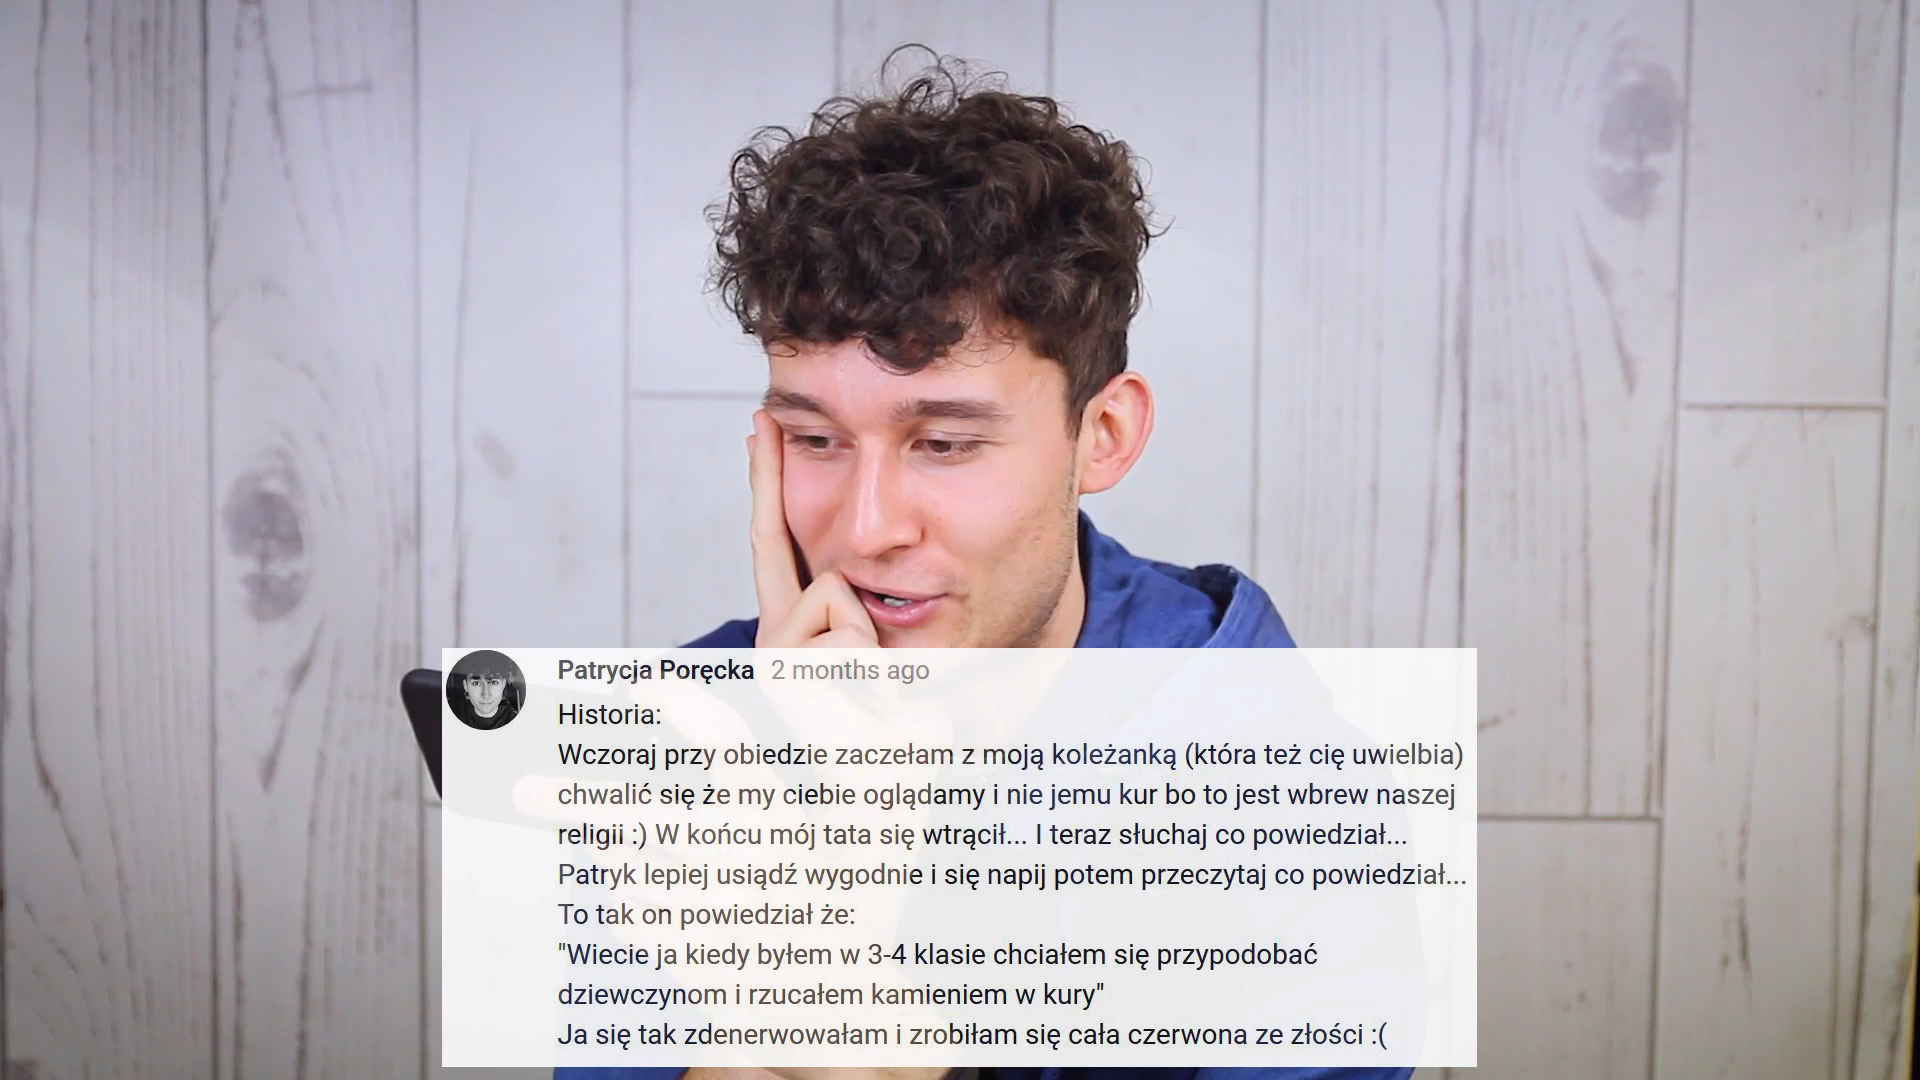 Patrycja Poręcka 2 months ago
Historia:
Wczoraj przy obiedzie zaczełam z moją koleżanką (która też cię uwielbia)
chwalić się że my ciebie oglądamy i nie jemu kur bo to jest wbrew naszej
religii :) W końcu mój tata się wtrącił... I teraz słuchaj co powiedział...
Patryk lepiej usiądź wygodnie i się napij potem przeczytaj co powiedział...
To tak on powiedział że:
"Wiecie ja kiedy byłem w 3-4 klasie chciałem się przypodobać
dziewczynom i rzucałem kamieniem w kury"
Ja się tak zdenerwowałam i zrobiłam się cała czerwona ze złości :(